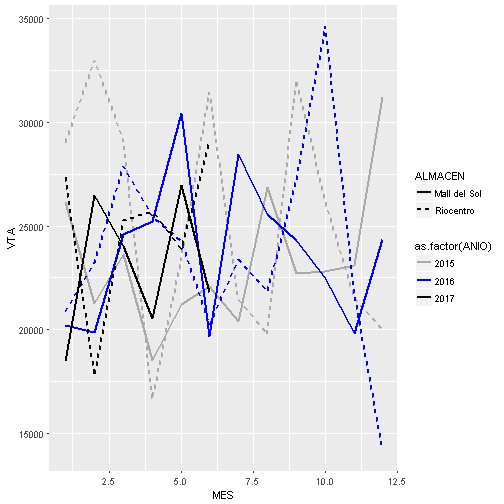 35000
30000
25000
20000
15000
VTA
2.5
5.0
7.5
10.0
12.5
MES
ALMACEN
Mall del Sol
Riocentro
as.factor(ANIO)
2015
2016
2017